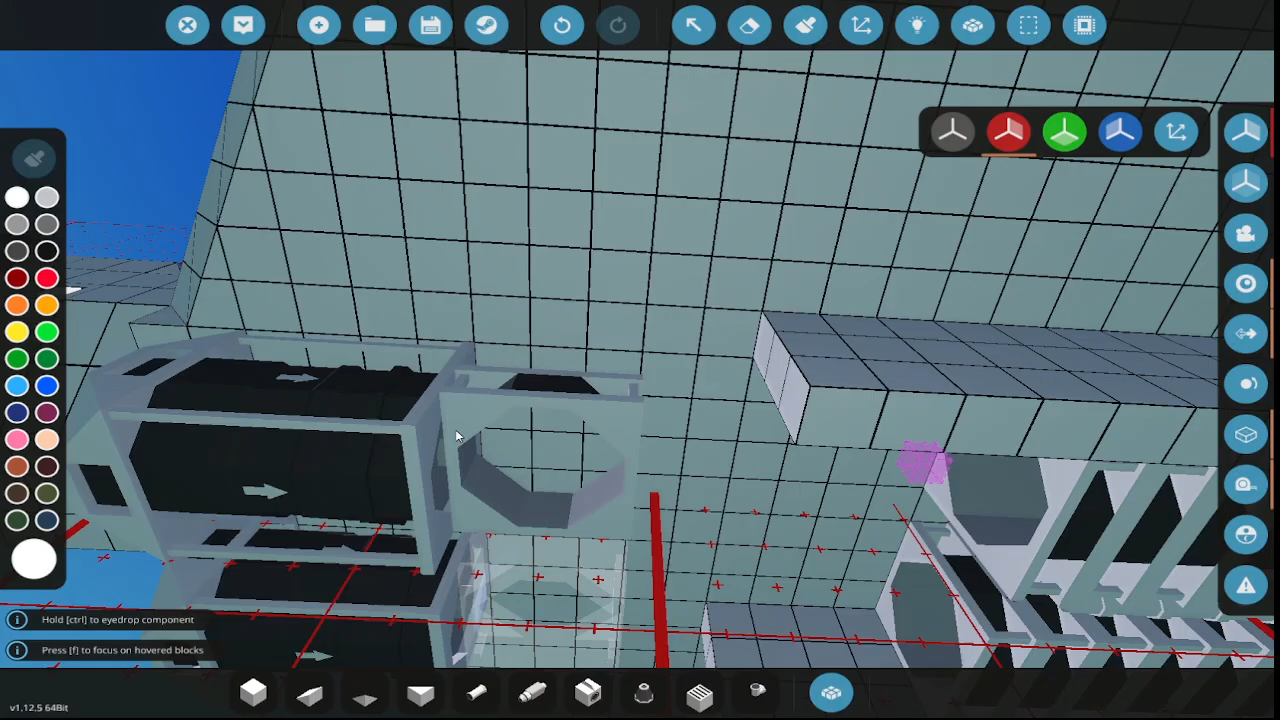 Hold [ctrl] to eyedrop component
Press [f] to focus on hovered blocks
v1.12.5 64Bit